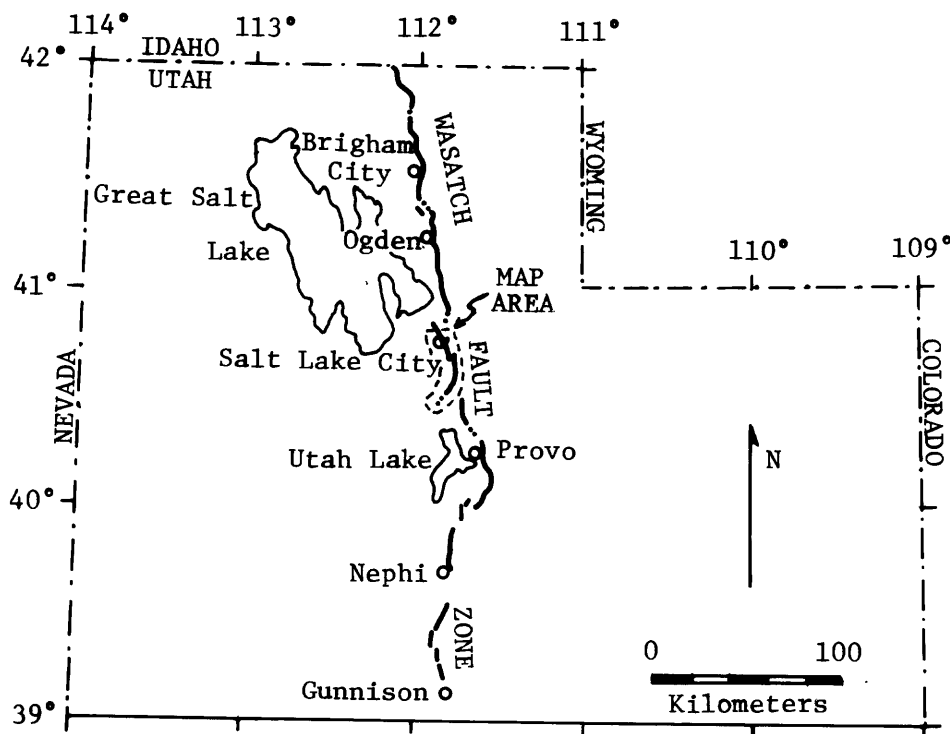 114° 113° 112° 111°
42° IDAHO
UTAH
WASATCH
WYOMING
Brigham
City
Great Salt
Lake
Ogden
110° 109°
41°
MAP
AREA
Salt Lake City
FAULT
NEVADA
COLORADO
Utah Lake
Provo
N
40°
Nephi
ZONE
0 100
Kilometers
Gunnison
39°